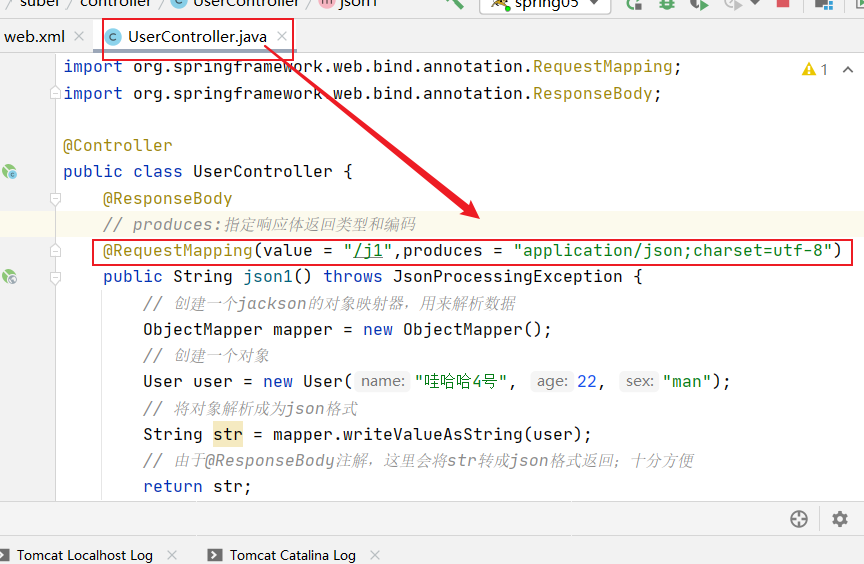 subei / controller / UserController / json1 spring05
web.xml UserController.java
import org.springframework.web.bind.annotation.RequestMapping;
import org.springframework.web.bind.annotation.ResponseBody;
1
@Controller
public class UserController {
@ResponseBody
// produces:指定响应体返回类型和编码
@RequestMapping(value = "/j1",produces = "application/json;charset=utf-8")
public String json1() throws JsonProcessingException {
// 创建一个jackson的对象映射器，用来解析数据
ObjectMapper mapper = new ObjectMapper();
// 创建一个对象
User user = new User( name: "哇哈哈4号", age: 22, sex: "man");
// 将对象解析成为json格式
String str = mapper.writeValueAsString(user);
// 由于@ResponseBody注解，这里会将str转成json格式返回；十分方便
return str;
Tomcat Localhost Log Tomcat Catalina Log